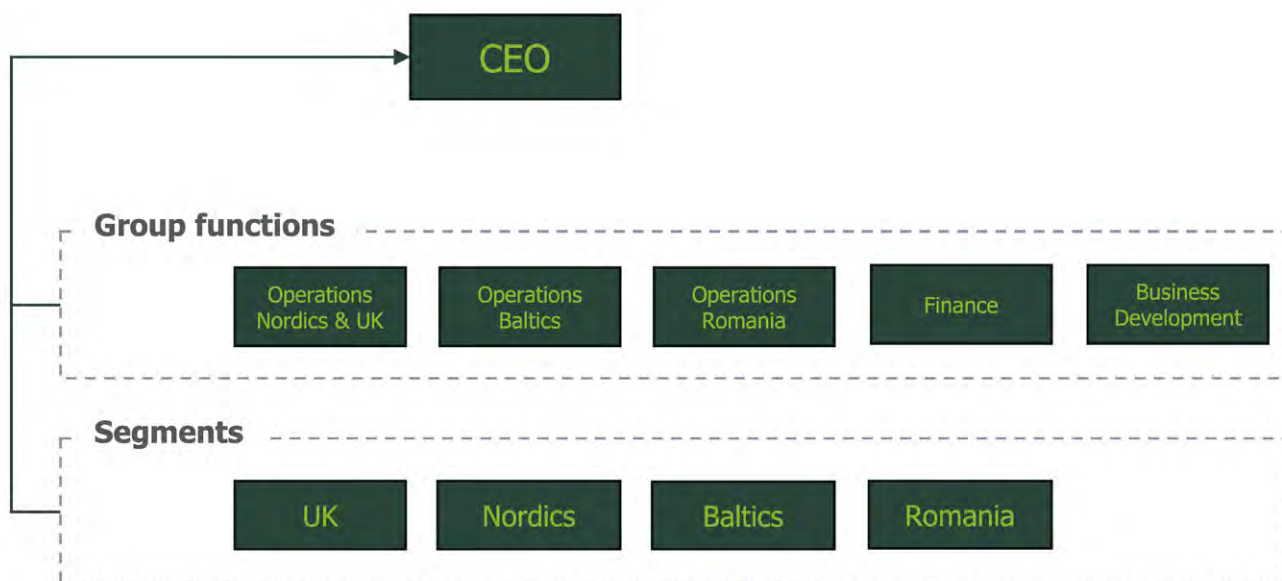 CEO
Group functions
Operations
Nordics & UK
Operations
Baltics
Operations
Romania
Finance
Business
Development
Segments
UK
Nordics
Baltics
Romania